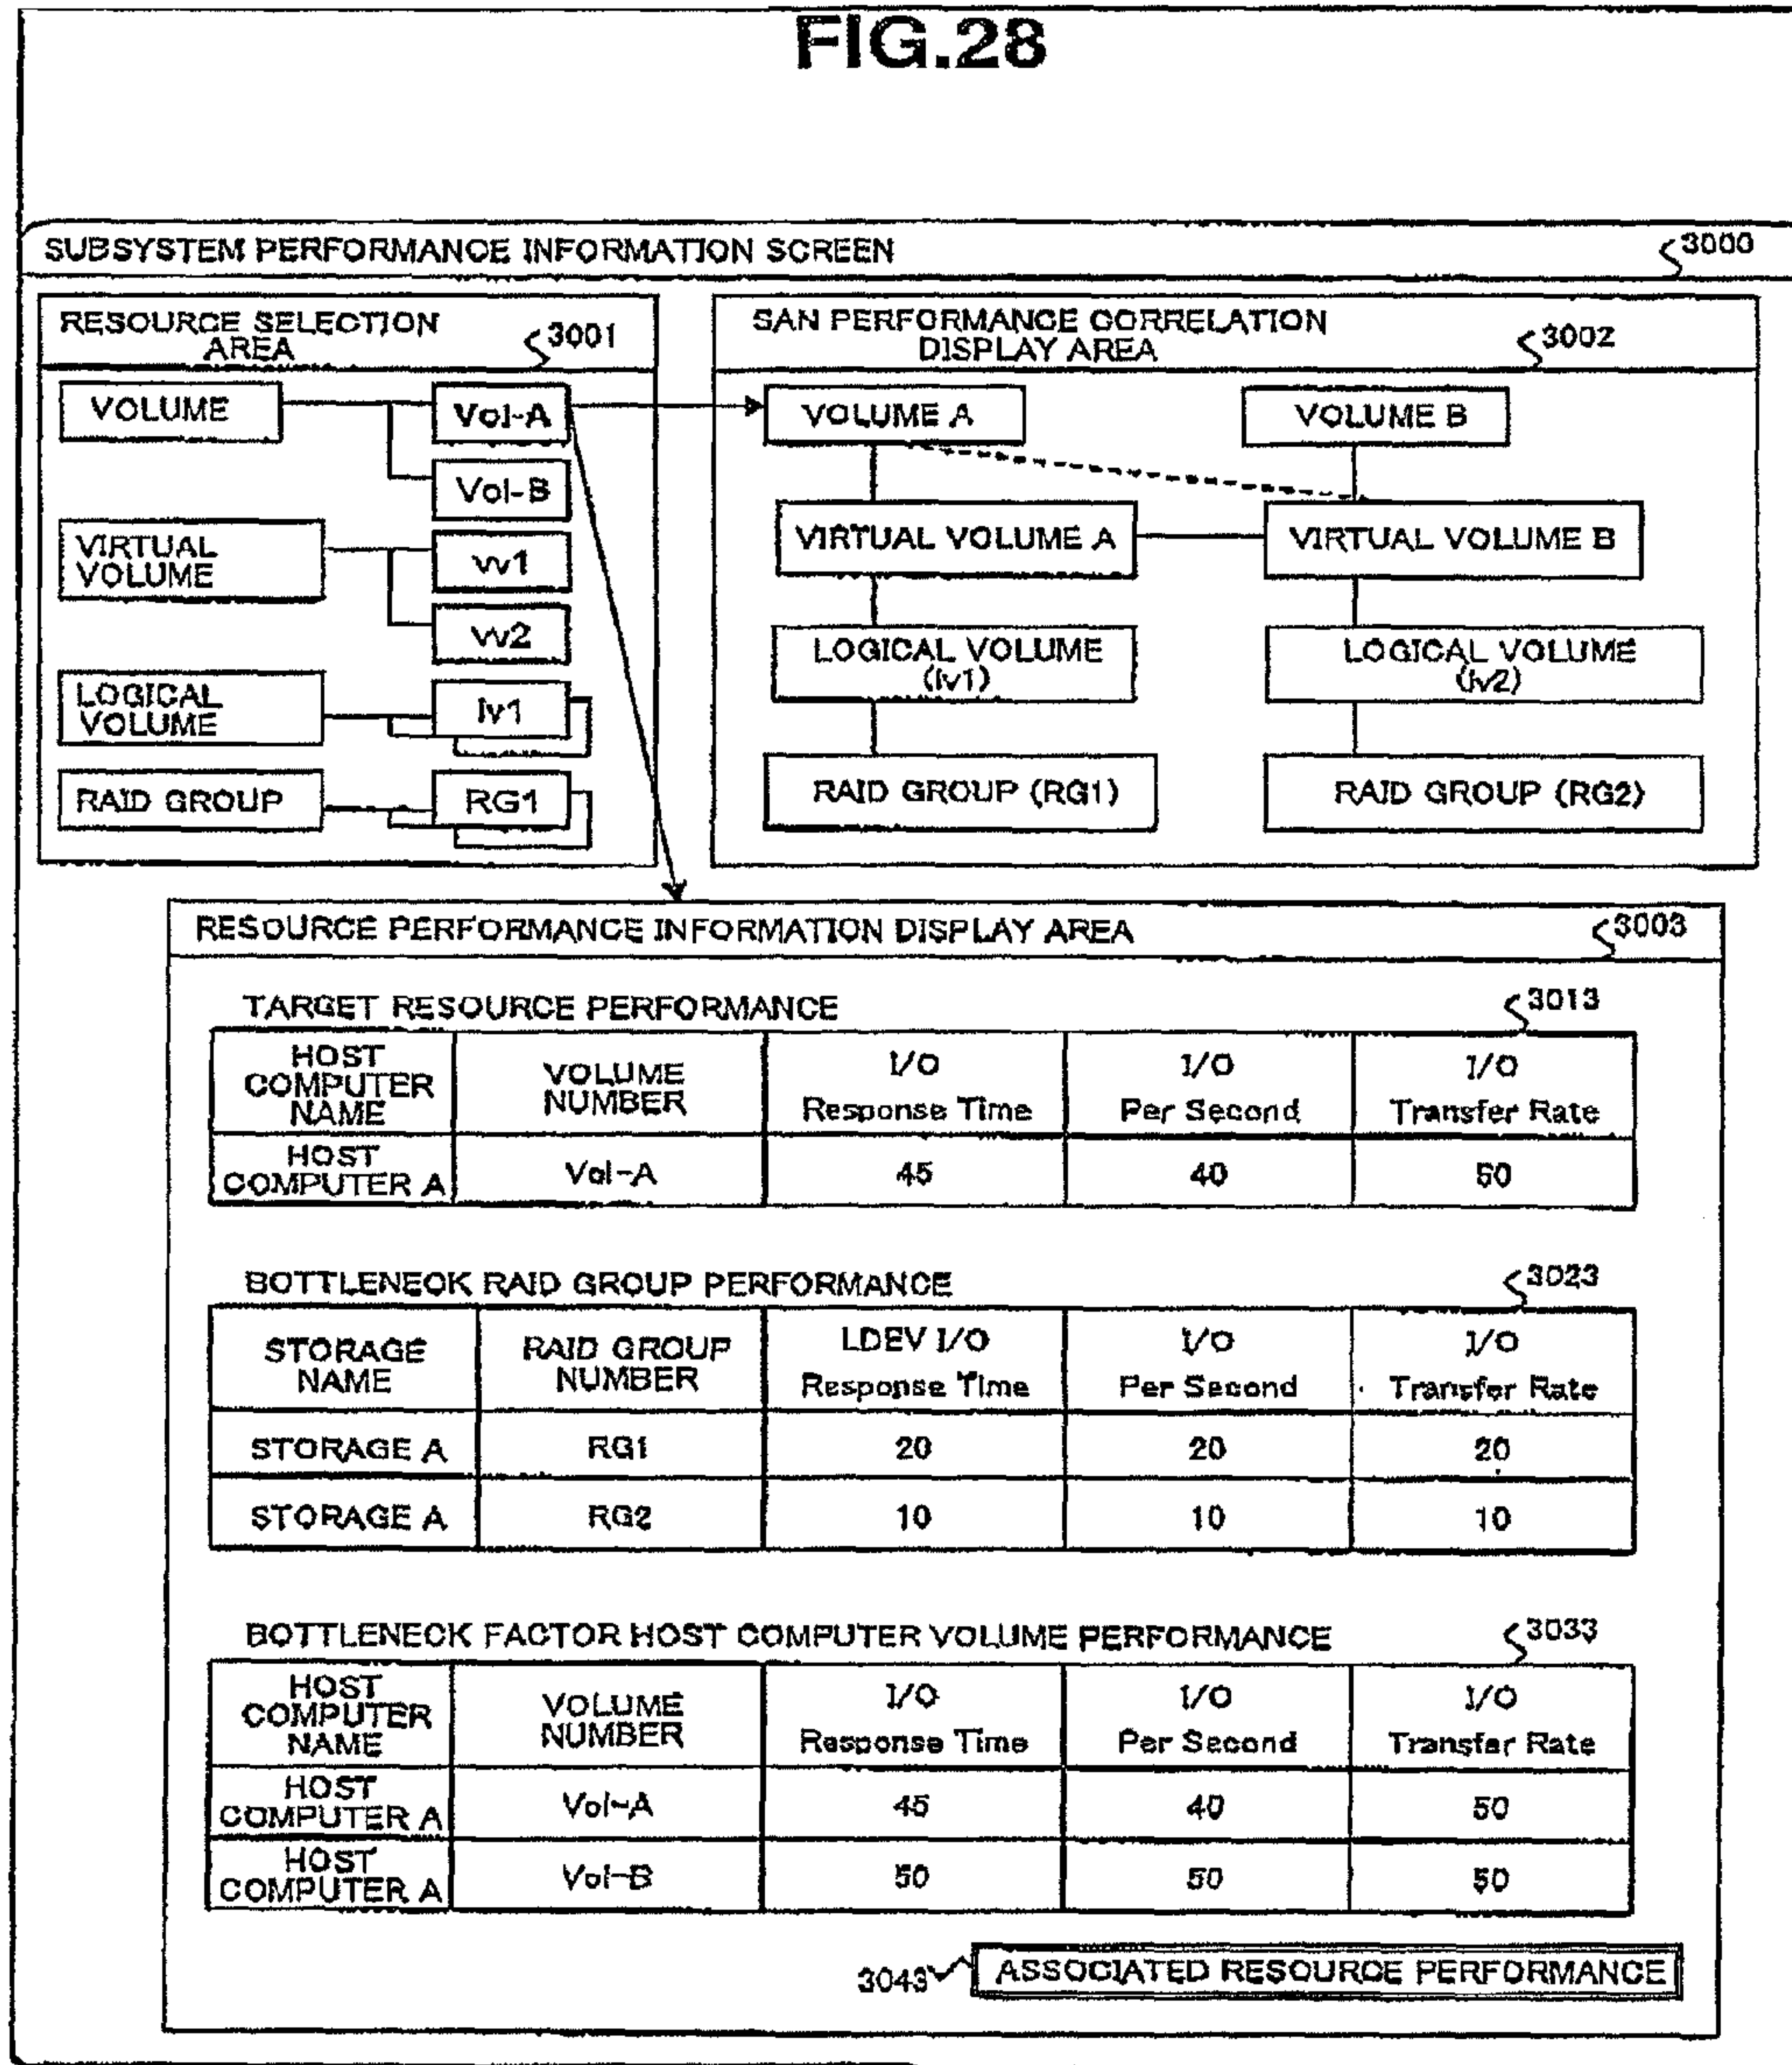 FIG.28
SUBSYSTEM PERFORMANCE INFORMATION SCREEN
3000
RESOURCE SELECTION
AREA
3001
VOLUME
Vol-A
Vol-B
VIRTUAL
VOLUME
vv1
vv2
LOGICAL
VOLUME
lv1
RAID GROUP
RG1
SAN PERFORMANCE CORRELATION
DISPLAY AREA
3002
VOLUME A
VOLUME B
VIRTUAL VOLUME A
VIRTUAL VOLUME B
LOGICAL VOLUME
(lv1)
LOGICAL VOLUME
(lv2)
RAID GROUP (RG1)
RAID GROUP (RG2)
RESOURCE PERFORMANCE INFORMATION DISPLAY AREA
3003
TARGET RESOURCE PERFORMANCE
3013
HOST
COMPUTER
NAME
VOLUME
NUMBER
I/O
Response Time
I/O
Per Second
I/O
Transfer Rate
HOST
COMPUTER A
Vol-A
45
40
50
BOTTLENECK RAID GROUP PERFORMANCE
3023
STORAGE
NAME
RAID GROUP
NUMBER
LDEV I/O
Response Time
I/O
Per Second
I/O
Transfer Rate
STORAGE A
RG1
20
20
20
STORAGE A
RG2
10
10
10
BOTTLENECK FACTOR HOST COMPUTER VOLUME PERFORMANCE
3033
HOST
COMPUTER
NAME
VOLUME
NUMBER
I/O
Response Time
I/O
Per Second
I/O
Transfer Rate
HOST
COMPUTER A
Vol-A
45
40
50
HOST
COMPUTER A
Vol-B
50
50
50
3043
ASSOCIATED RESOURCE PERFORMANCE